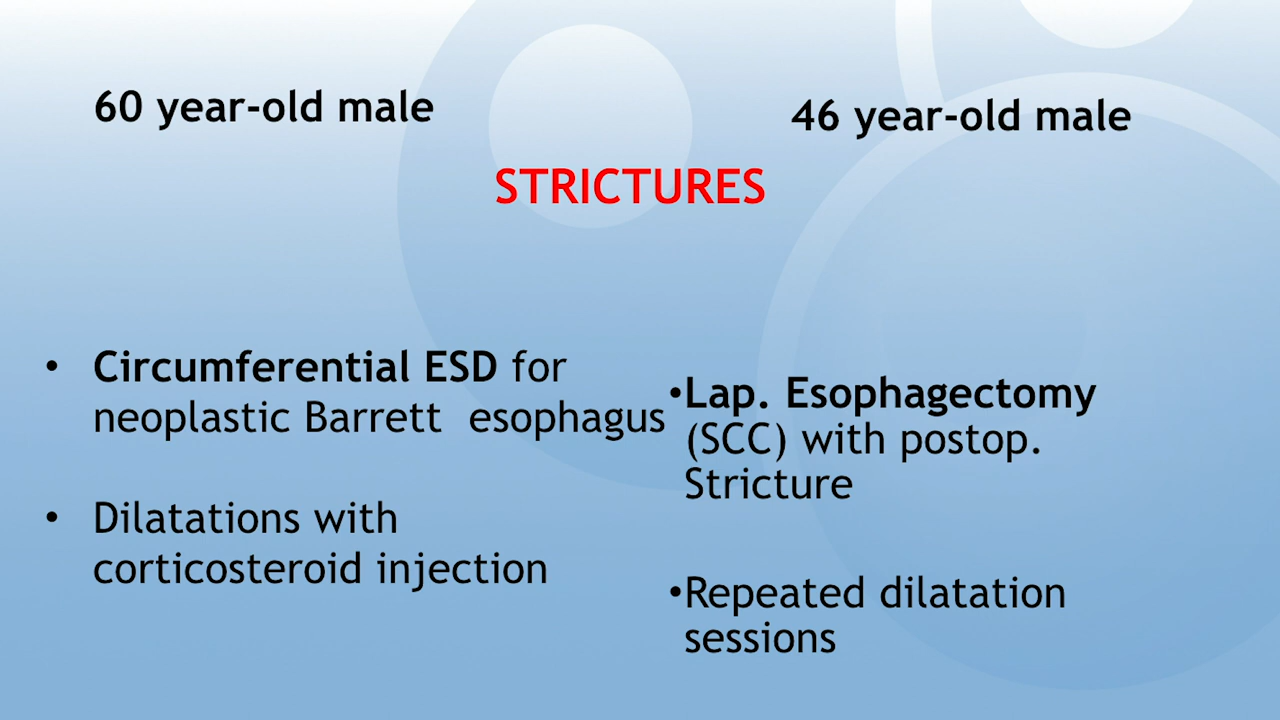 60 year-old male
46 year-old male
STRICTURES
• Circumferential ESD for
neoplastic Barrett esophagus
• Dilatations with
corticosteroid injection
•Lap. Esophagectomy
(SCC) with postop.
Stricture
•Repeated dilatation
sessions